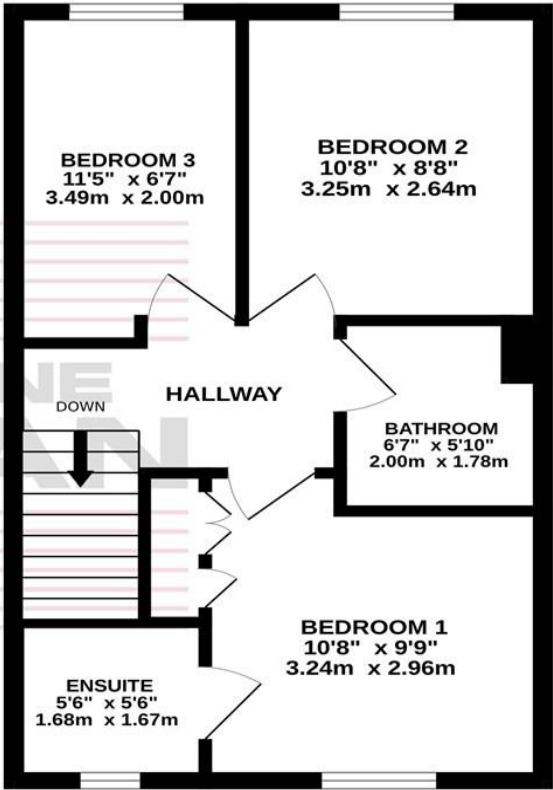 BEDROOM 3
11'5" x 6'7"
3.49m x 2.00m
BEDROOM 2
10'8" x 8'8"
3.25m x 2.64m
HALLWAY
DOWN
BATHROOM
6'7" x 5'10"
2.00m x 1.78m
BEDROOM 1
10'8" x 9'9"
3.24m x 2.96m
ENSUITE
5'6" x 5'6"
1.68m x 1.67m